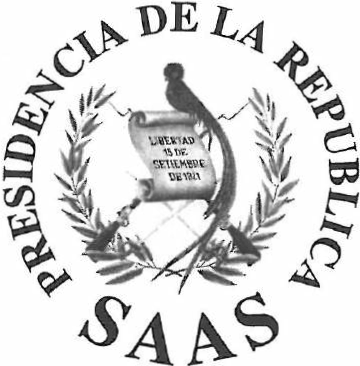 PRESIDENCIA DE LA REPUBLICA
LIBERTAD
15 DE
SETIEMBRE
DE 1821
SAAS